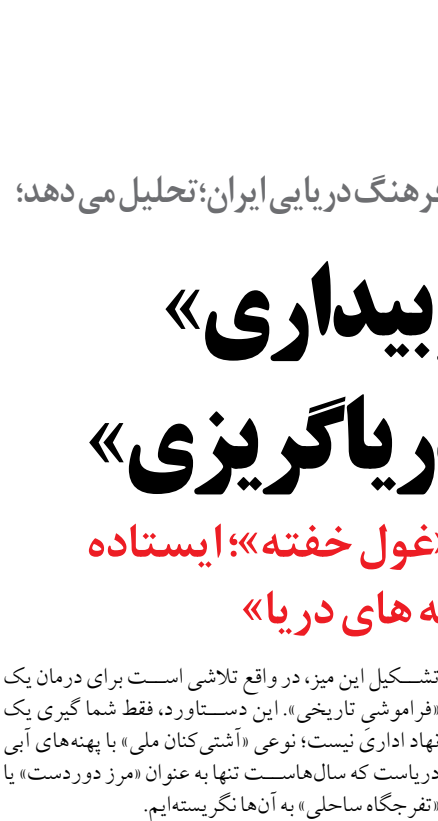 فرهنگ دریایی ایران؛ تحلیل می دهد؛
بیداری»
دریاگریزی»
«غول خفته»؛ ایستاده
ه های دریا»
تشکیل این میز، در واقع تلاشی است برای درمان یک
«فراموشیِ تاریخی». این دستاورد، فقط شما گیری یک
نهاد اداری نیست؛ نوعی «آشتی‌کنان ملی» با پهنه‌های آبی
دریاست که سال‌هاست تنها به عنوان «مرز دوردست» یا
«تفرجگاه ساحلی» به آن‌ها نگریسته‌ایم.